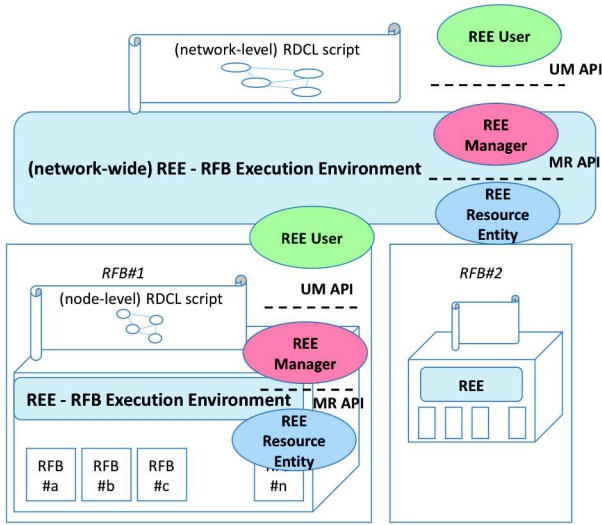 (network-level) RDCL script
REE User
UM API
REE
Manager
(network-wide) REE - RFB Execution Environment
MR API
REE
Resource
Entity
REE User
RFB#1
RFB#2
(node-level) RDCL script
UM API
REE
Manager
REE
REE - RFB Execution Environment
MR API
REE
Resource
Entity
RFB
#a
RFB
#b
RFB
#c
#n